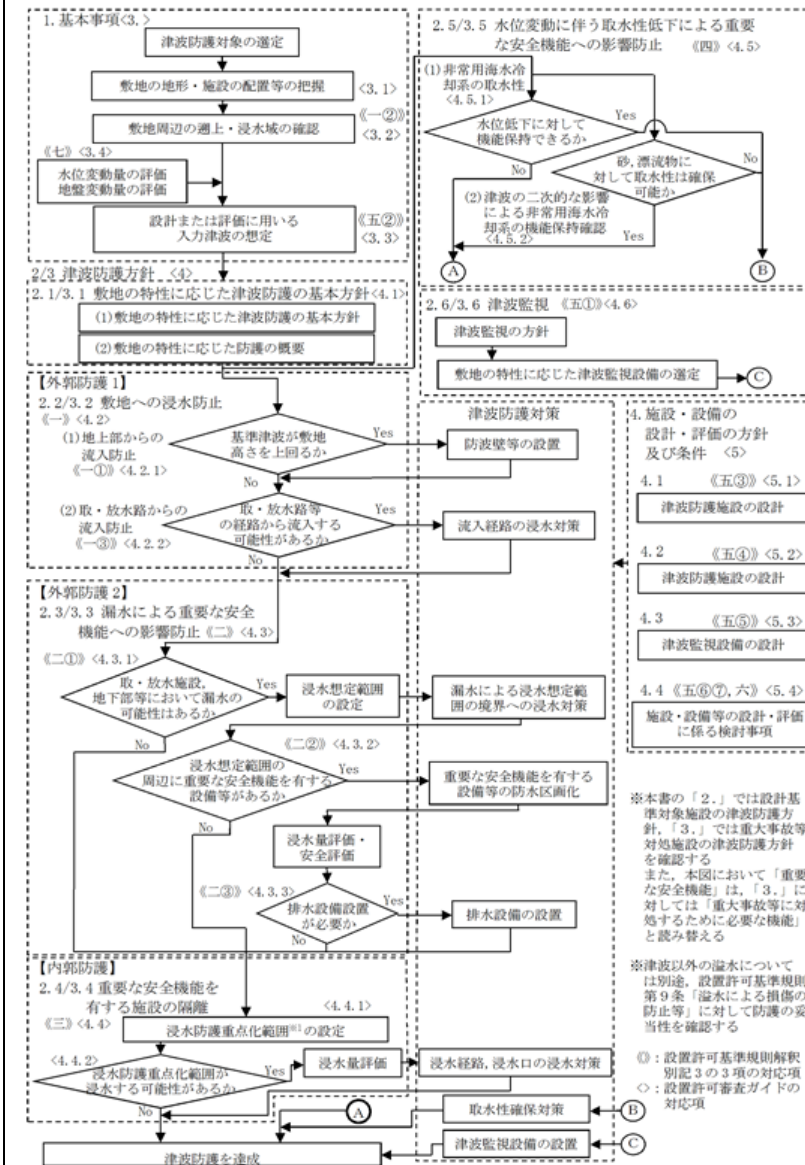 1.基本事項<3.>
津波防護対象の選定
敷地の地形・施設の配置等の把握
<3.1>
敷地周辺の遡上・浸水域の確認
《一②》
<3.2>
《七》<3.4>
水位変動量の評価
地盤変動量の評価
設計または評価に用いる
入力津波の想定
《五②》
<3.3>
2/3 津波防護方針 <4>
2.1/3.1 敷地の特性に応じた津波防護の基本方針<4.1>
(1)敷地の特性に応じた津波防護の基本方針
(2)敷地の特性に応じた防護の概要
【外郭防護1】
2.2/3.2 敷地への浸水防止
《一》<4.2>
(1)地上部からの
流入防止
《一①》<4.2.1>
基準津波が敷地
高さを上回るか
Yes
No
(2)取・放水路からの
流入防止
《一③》<4.2.2>
取・放水路等
の経路から流入する
可能性があるか
Yes
No
【外郭防護2】
2.3/3.3 漏水による重要な安全
機能への影響防止《二》<4.3>
《二①》<4.3.1>
取・放水施設,
地下部等において漏水の
可能性はあるか
Yes
No
浸水想定範囲
の設定
《二②》<4.3.2>
浸水想定範囲の
周辺に重要な安全機能を有する
設備等があるか
Yes
No
浸水量評価・
安全評価
《二③》<4.3.3>
排水設備設置
が必要か
Yes
No
【内郭防護】
2.4/3.4 重要な安全機能を
有する施設の隔離
《三》<4.4>
<4.4.1>
浸水防護重点化範囲※1の設定
<4.4.2>
浸水防護重点化範囲が
浸水する可能性があるか
Yes
No
浸水量評価
津波防護を達成
2.5/3.5 水位変動に伴う取水性低下による重要
な安全機能への影響防止 《四》<4.5>
(1)非常用海水冷
却系の取水性
<4.5.1>
水位低下に対して
機能保持できるか
Yes
No
砂,漂流物に
対して取水性は確保
可能か
No
Yes
(2)津波の二次的な影響
による非常用海水冷
却系の機能保持確認
<4.5.2>
A
B
2.6/3.6 津波監視 《五①》<4.6>
津波監視の方針
敷地の特性に応じた津波監視設備の選定
C
津波防護対策
防波壁等の設置
流入経路の浸水対策
漏水による浸水想定範
囲の境界への浸水対策
重要な安全機能を有する
設備等の防水区画化
排水設備の設置
浸水経路,浸水口の浸水対策
A
取水性確保対策
B
津波監視設備の設置
C
4.施設・設備の
設計・評価の方針
及び条件 <5>
4.1 《五③》<5.1>
津波防護施設の設計
4.2 《五④》<5.2>
津波防護施設の設計
4.3 《五⑤》<5.3>
津波監視設備の設計
4.4 《五⑥⑦,六》<5.4>
施設・設備等の設計・評価
に係る検討事項
※本書の「2.」では設計基
準対象施設の津波防護方
針,「3.」では重大事故等
対処施設の津波防護方針
を確認する
また,本図において「重要
な安全機能」は,「3.」に
対しては「重大事故等に対
処するために必要な機能」
と読み替える
※津波以外の溢水について
は別途,設置許可基準規則
第9条「溢水による損傷の
防止等」に対して防護の妥
当性を確認する
《》:設置許可基準規則解釈
別記3の3項の対応項
<>:設置許可審査ガイドの
対応項